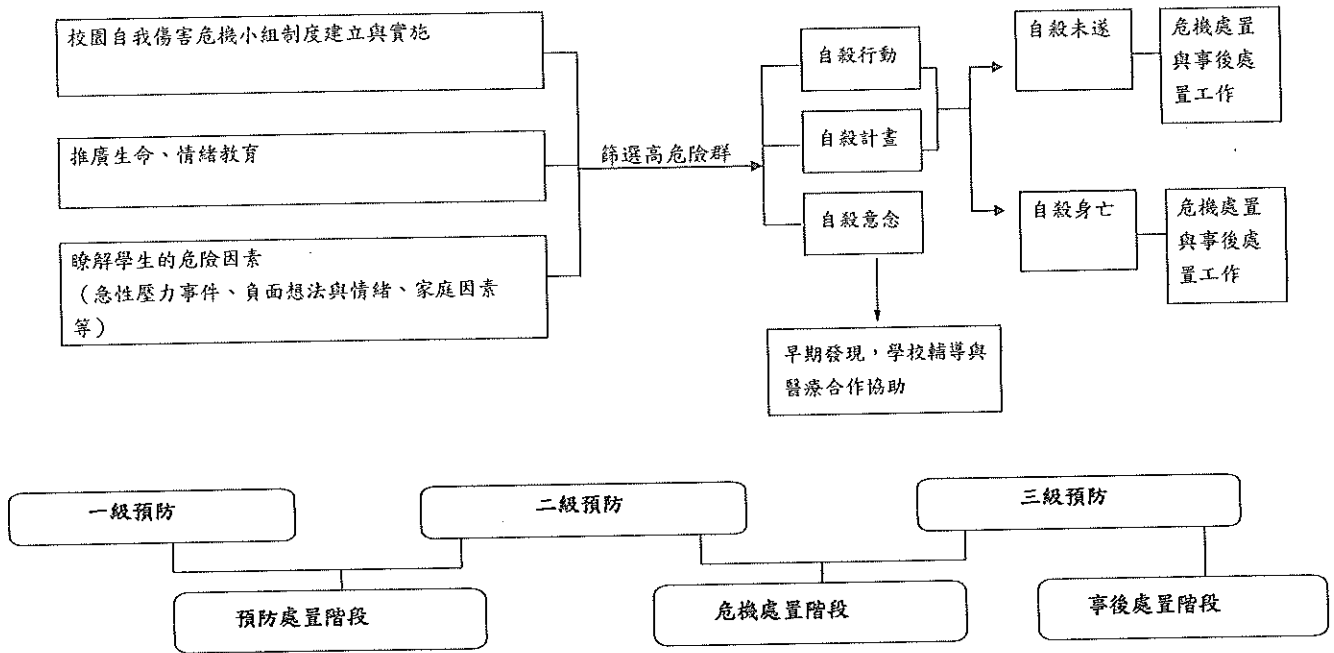 校園自我傷害危機小組制度建立與實施
推廣生命、情緒教育
瞭解學生的危險因素
（急性壓力事件、負面想法與情緒、家庭因素
等）
篩選高危險群
自殺行動
自殺計畫
自殺意念
早期發現，學校輔導與
醫療合作協助
自殺未遂
危機處置
與事後處
置工作
自殺身亡
危機處置
與事後處
置工作
一級預防
二級預防
三級預防
預防處置階段
危機處置階段
事後處置階段